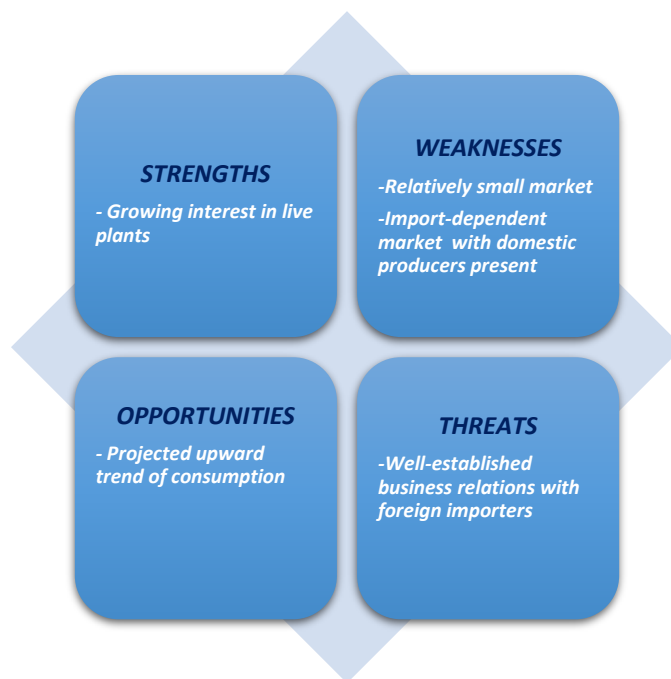 STRENGTHS
- Growing interest in live
plants
WEAKNESSES
-Relatively small market
-Import-dependent
market  with domestic
producers present
OPPORTUNITIES
- Projected upward
trend of consumption
THREATS
-Well-established
business relations with
foreign importers